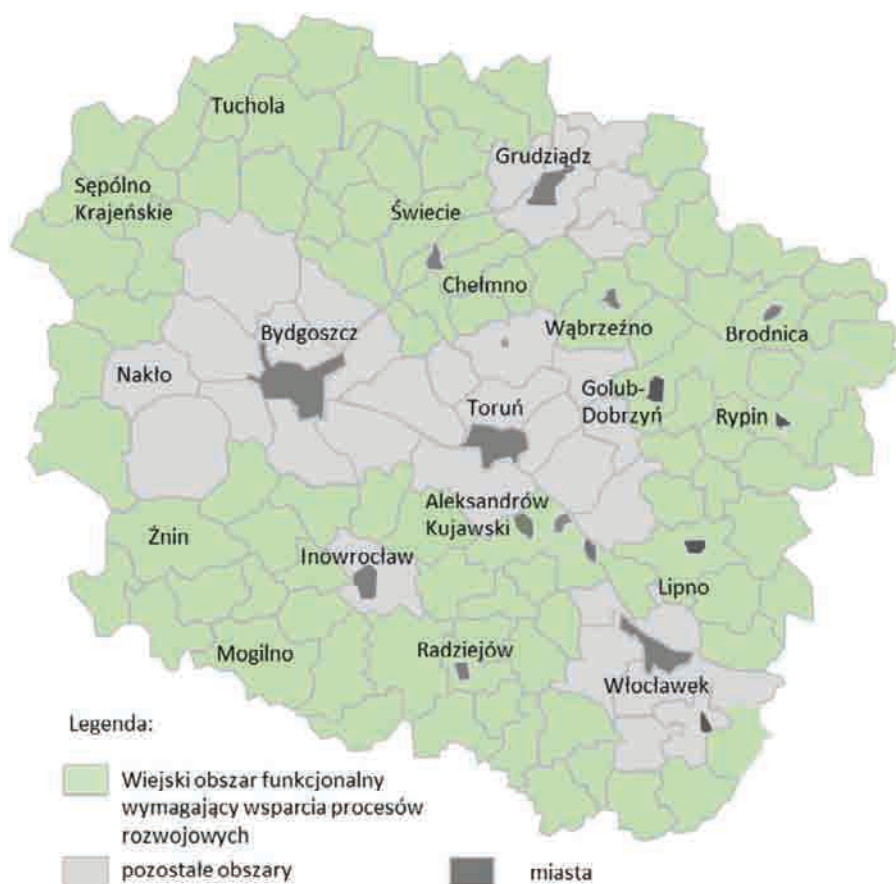 Tuchola
Grudziądz
Sępólno
Krajeńskie
Świecie
Chełmno
Bydgoszcz
Wąbrzeźno
Brodnica
Nakło
Toruń
Golub-
Dobrzyń
Rypin
Aleksandrów
Kujawski
Żnin
Inowrocław
Lipno
Mogilno
Radziejów
Włocławek
Legenda:
Wiejski obszar funkcjonalny
wymagający wsparcia procesów
rozwojowych
pozostałe obszary
miasta